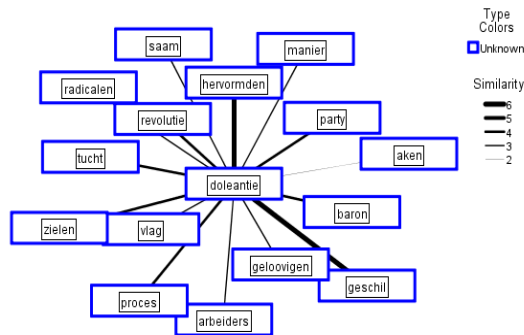 Type
Colors
Unknown
Similarity
6
5
4
3
2
saam
manier
radicalen
hervormden
revolutie
party
tucht
aken
doleantie
baron
zielen
vlag
geloovigen
geschil
proces
arbeiders